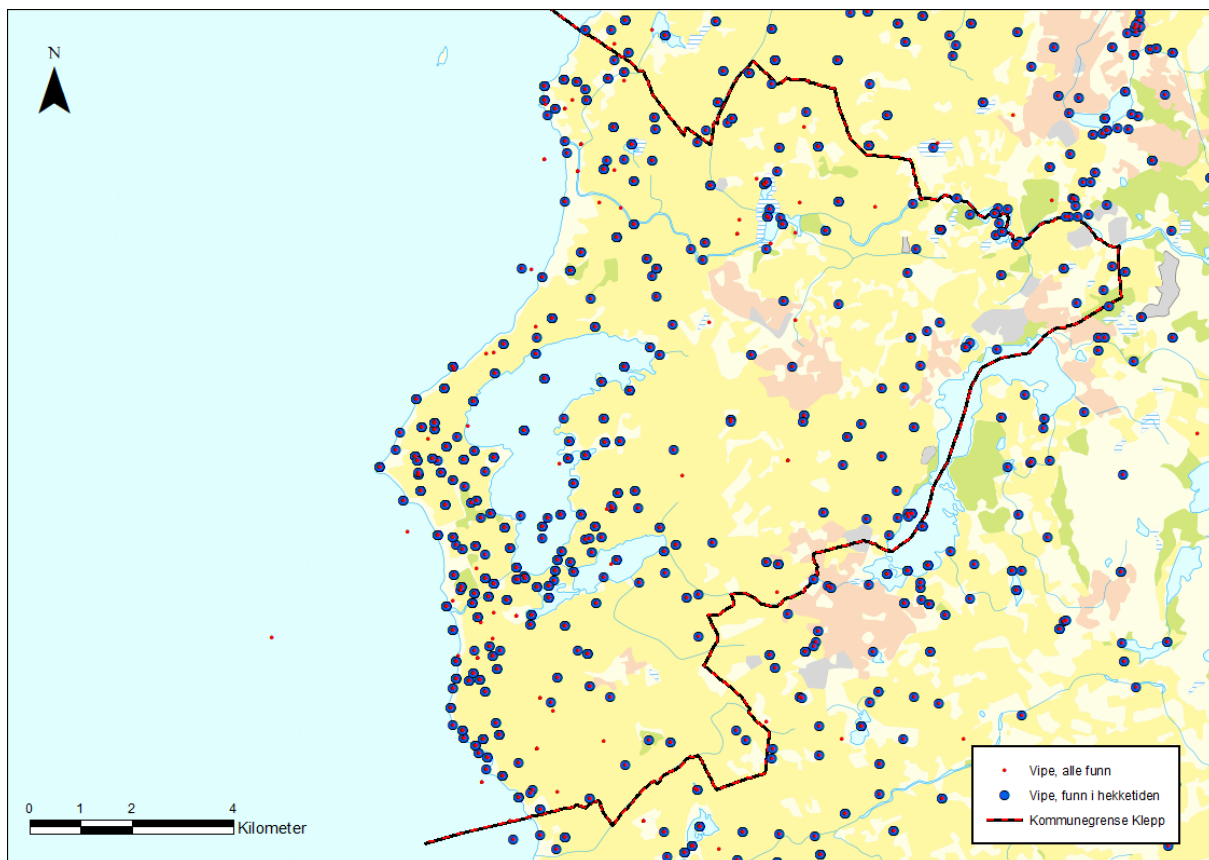 N
Vipe, alle funn
Vipe, funn i hekketiden
Kommunegrense Klepp
0 1 2 4
Kilometer